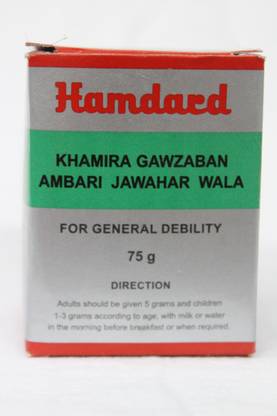 Hamdard
KHAMIRA GAWZABAN
AMBARI JAWAHAR WALA
FOR GENERAL DEBILITY
75 g
DIRECTION
Adults should be given 5 grams and children
1-3 grams according to age, with milk or water
in the morning before breakfast or when required.